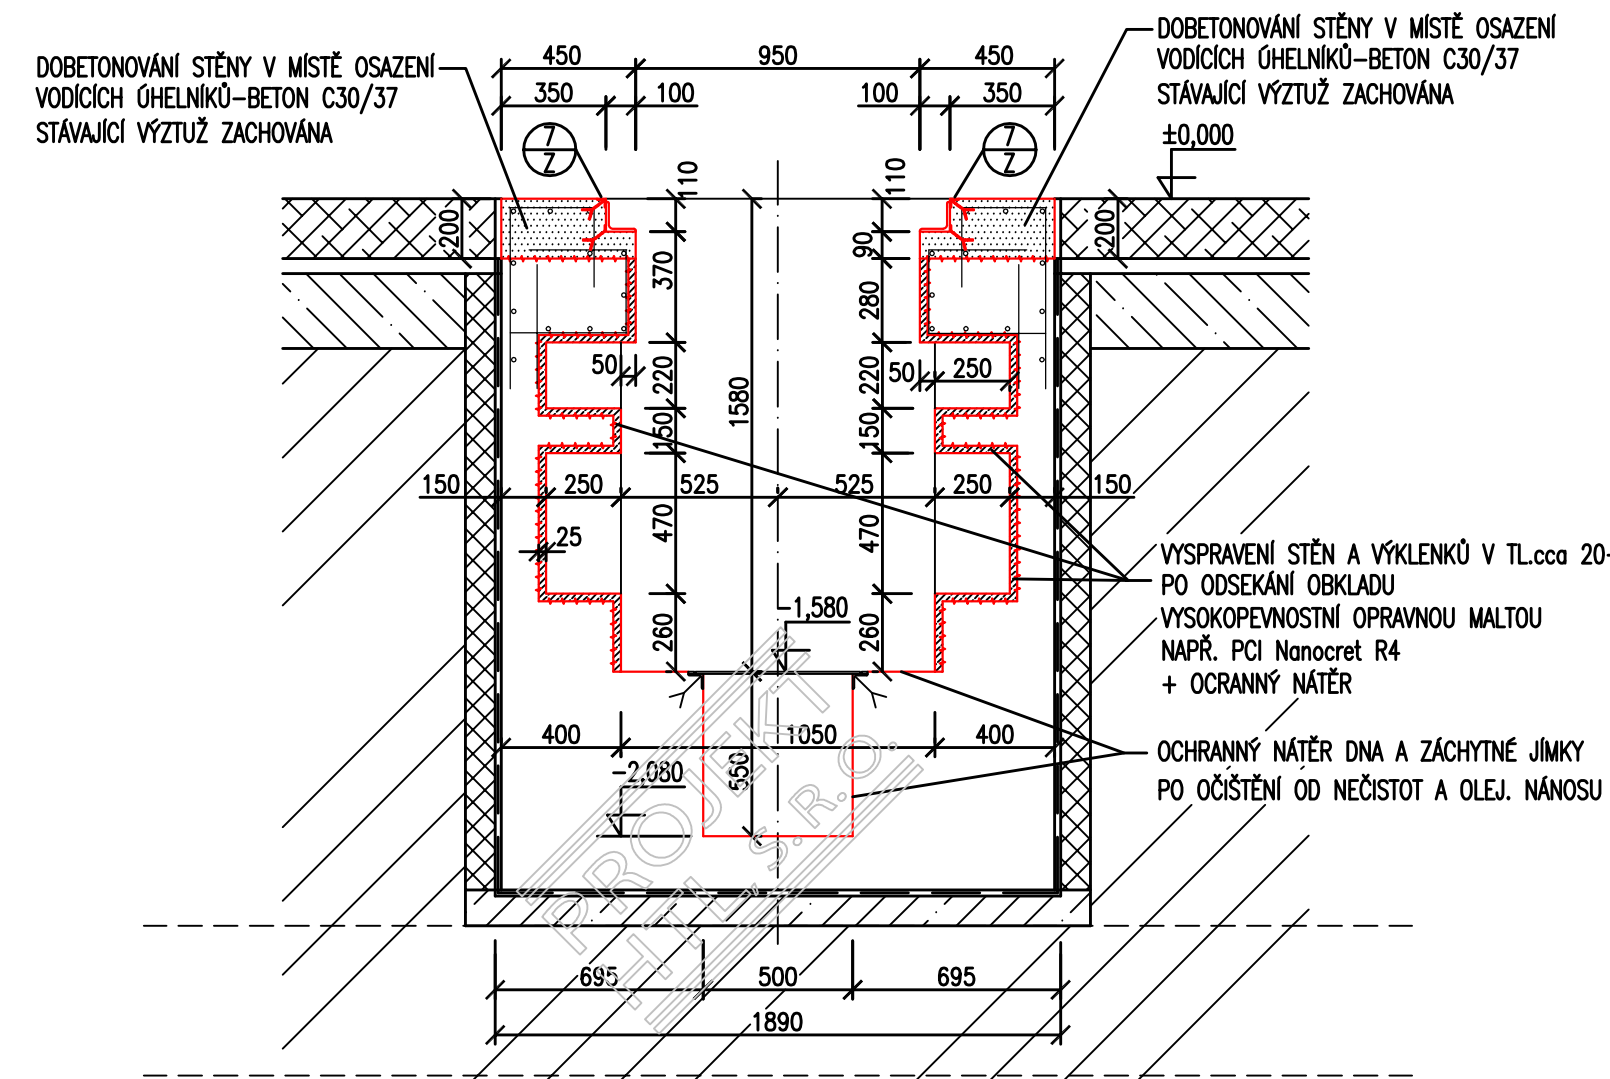 DOBETONOVÁNÍ STĚNY V MÍSTĚ OSAZENÍ
VODÍCÍCH ÚHELNÍKŮ-BETON C30/37
STÁVAJÍCÍ VÝZTUŽ ZACHOVÁNA
DOBETONOVÁNÍ STĚNY V MÍSTĚ OSAZENÍ
VODÍCÍCH ÚHELNÍKŮ-BETON C30/37
STÁVAJÍCÍ VÝZTUŽ ZACHOVÁNA
±0,000
450 950 450
350 100 100 350
7
Z
7
Z
110 110
200 200
370 90
280
50 220 1580 220 50 250
150 150
150 250 525 525 250 150
25 470 470
260 -1,580 260
VYSPRAVENÍ STĚN A VÝKLENKŮ V TL.cca 20-
PO ODSEKÁNÍ OBKLADU
VYSOKOPEVNOSTNÍ OPRAVNOU MALTOU
NAPŘ. PCI Nanocret R4
+ OCRANNÝ NÁTĚR
400 1050 400
-2,080 550
OCHRANNÝ NÁTĚR DNA A ZÁCHYTNÉ JÍMKY
PO OČIŠTĚNÍ OD NEČISTOT A OLEJ. NÁNOSU
PROJEKT
HTL, S. R. O.
695 500 695
1890